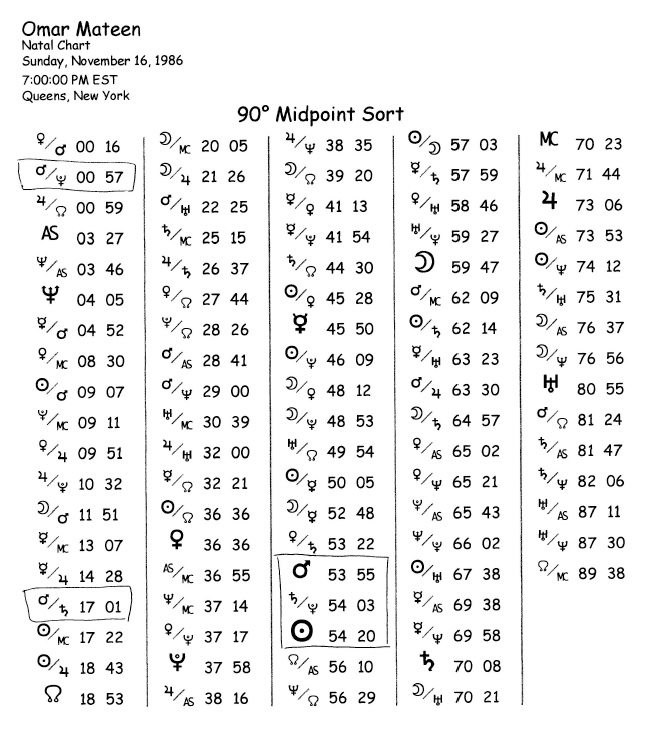 Omar Mateen
Natal Chart
Sunday, November 16, 1986
7:00:00 PM EST
Queens, New York
90° Midpoint Sort
♀/♂ 00 16
♂/♇ 00 57
♃/☊ 00 59
AS 03 27
♆/AS 03 46
♆ 04 05
☿/♂ 04 52
♀/MC 08 30
☉/♂ 09 07
♇/MC 09 11
♀/♃ 09 51
♃/♇ 10 32
☽/♂ 11 51
☿/MC 13 07
☿/♃ 14 28
♂/♄ 17 01
☉/MC 17 22
☉/♃ 18 43
☊ 18 53
☽/MC 20 05
☽/♃ 21 26
♂/♅ 22 25
♄/MC 25 15
♃/♄ 26 37
♀/☊ 27 44
♇/☊ 28 26
♂/AS 28 41
♂/♆ 29 00
♅/MC 30 39
♃/♅ 32 00
☿/☊ 32 21
☉/☊ 36 36
♀ 36 36
AS/MC 36 55
♆/MC 37 14
♀/♇ 37 17
♇ 37 58
♃/AS 38 16
♃/♆ 38 35
☽/☊ 39 20
☿/♀ 41 13
☿/♇ 41 54
♄/☊ 44 30
☉/♀ 45 28
☿ 45 50
☉/♇ 46 09
☽/♀ 48 12
☽/♇ 48 53
♅/☊ 49 54
☉/☿ 50 05
☽/☿ 52 48
♀/♄ 53 22
♂ 53 55
♄/♇ 54 03
☉ 54 20
☊/AS 56 10
♆/☊ 56 29
☉/☽ 57 03
☿/♄ 57 59
♀/♅ 58 46
♅/♇ 59 27
☽ 59 47
♂/MC 62 09
☉/♄ 62 14
☿/♅ 63 23
♂/♃ 63 30
☽/♄ 64 57
♀/AS 65 02
♀/♆ 65 21
♇/AS 65 43
♆/♇ 66 02
☉/♅ 67 38
☿/AS 69 38
☿/♆ 69 58
♄ 70 08
☽/♅ 70 21
MC 70 23
♃/MC 71 44
♃ 73 06
☉/AS 73 53
☉/♆ 74 12
♄/♅ 75 31
☽/AS 76 37
☽/♆ 76 56
♅ 80 55
♂/☊ 81 24
♄/AS 81 47
♄/♆ 82 06
♅/AS 87 11
♅/♆ 87 30
☊/MC 89 38